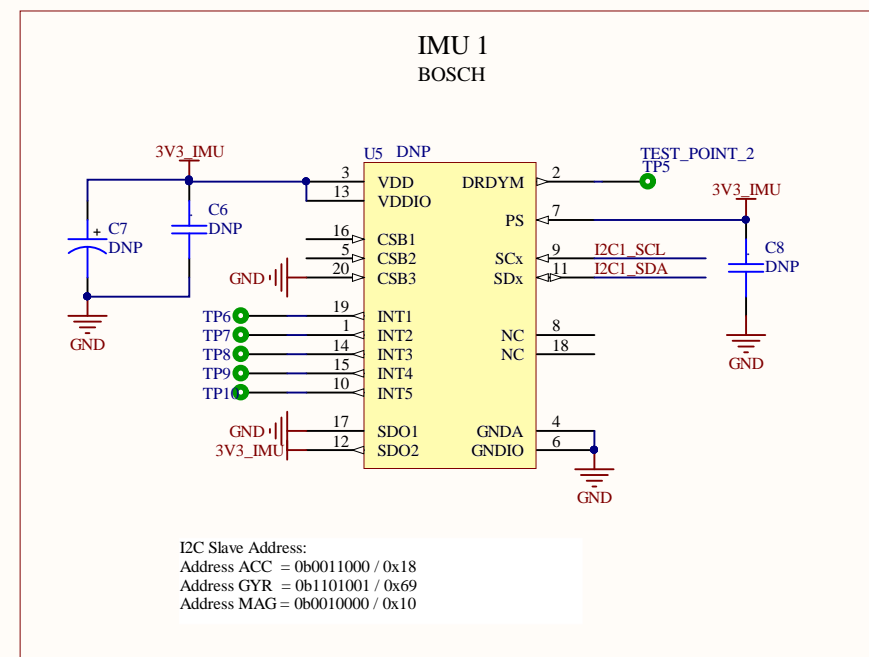 IMU 1
BOSCH
3V3_IMU
C7
DNP
C6
DNP
U5 DNP
3 VDD
13 VDDIO
16 CSB1
5 CSB2
GND 20 CSB3
TP6 19 INT1
TP7 1 INT2
TP8 14 INT3
TP9 15 INT4
TP10 10 INT5
GND 17 SDO1
3V3_IMU 12 SDO2
GND
DRDYM 2
TEST_POINT_2
TP5
PS 7
3V3_IMU
SCx 9 I2C1_SCL
SDx 11 I2C1_SDA
C8
DNP
NC 8
NC 18
GND
GNDA 4
GNDIO 6
GND
I2C Slave Address:
Address ACC = 0b0011000 / 0x18
Address GYR = 0b1101001 / 0x69
Address MAG = 0b0010000 / 0x10